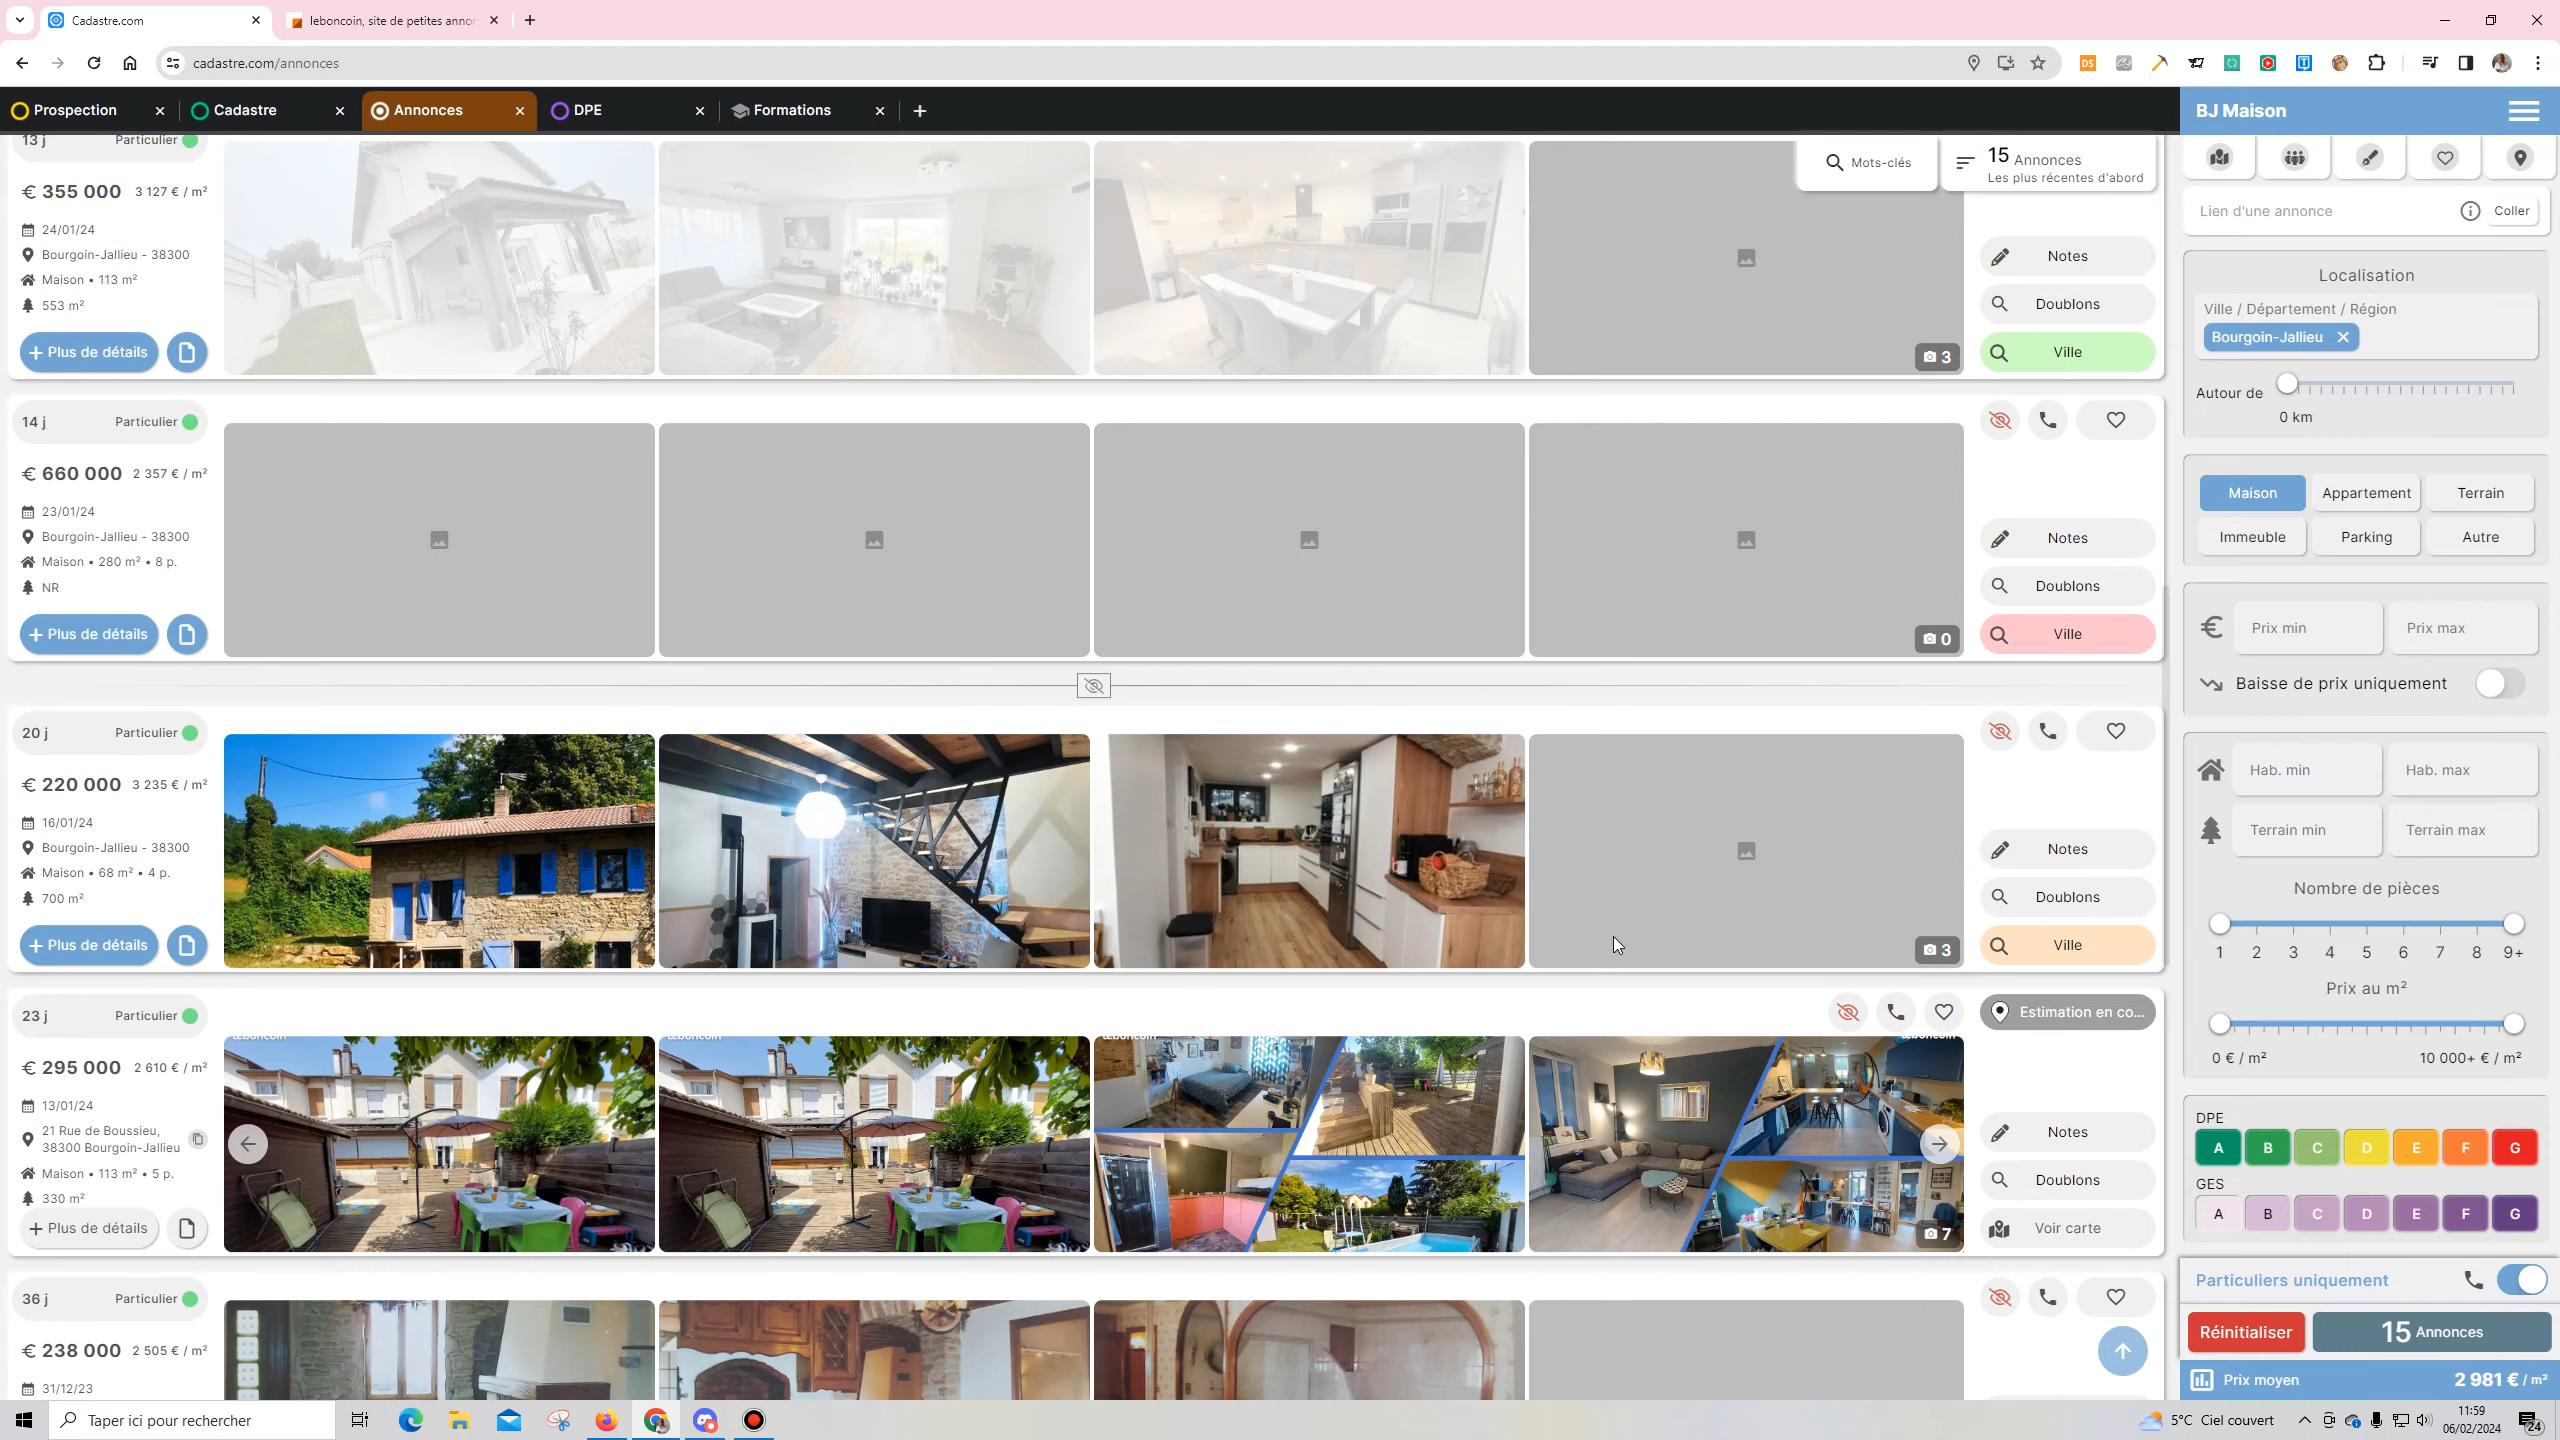 Cadastre.com
leboncoin, site de petites anno
cadastre.com/annonces
Prospection
Cadastre
Annonces
DPE
Formations
BJ Maison
13 j Particulier
€ 355 000 3 127 € / m²
24/01/24
Bourgoin-Jallieu - 38300
Maison • 113 m²
553 m²
+ Plus de détails
3
Mots-clés
15 Annonces
Les plus récentes d'abord
Notes
Doublons
Ville
14 j Particulier
€ 660 000 2 357 € / m²
23/01/24
Bourgoin-Jallieu - 38300
Maison • 280 m² • 8 p.
NR
+ Plus de détails
0
Notes
Doublons
Ville
20 j Particulier
€ 220 000 3 235 € / m²
16/01/24
Bourgoin-Jallieu - 38300
Maison • 68 m² • 4 p.
700 m²
+ Plus de détails
3
Notes
Doublons
Ville
23 j Particulier
€ 295 000 2 610 € / m²
13/01/24
21 Rue de Boussieu,
38300 Bourgoin-Jallieu
Maison • 113 m² • 5 p.
330 m²
+ Plus de détails
leboncoin
leboncoin
leboncoin
7
Estimation en co...
Notes
Doublons
Voir carte
36 j Particulier
€ 238 000 2 505 € / m²
31/12/23
Lien d'une annonce
Coller
Localisation
Ville / Département / Région
Bourgoin-Jallieu
Autour de
0 km
Maison Appartement Terrain
Immeuble Parking Autre
€ Prix min Prix max
Baisse de prix uniquement
Hab. min Hab. max
Terrain min Terrain max
Nombre de pièces
1 2 3 4 5 6 7 8 9+
Prix au m²
0 € / m² 10 000+ € / m²
DPE
A B C D E F G
GES
A B C D E F G
Particuliers uniquement
Réinitialiser
15 Annonces
Prix moyen 2 981 € / m²
Taper ici pour rechercher
5°C Ciel couvert
11:59
06/02/2024
24